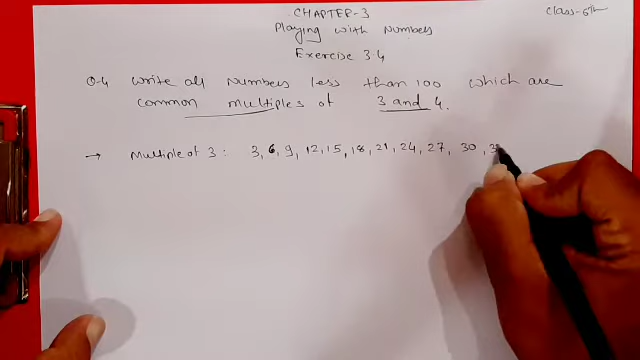 CHAPTER-3
Class-6th
Playing with Numbers
Exercise 3.4
Q-4 Write all Numbers less than 100 which are
common multiples of 3 and 4.
→ Multiple of 3 : 3, 6, 9, 12, 15, 18, 21, 24, 27, 30, 3